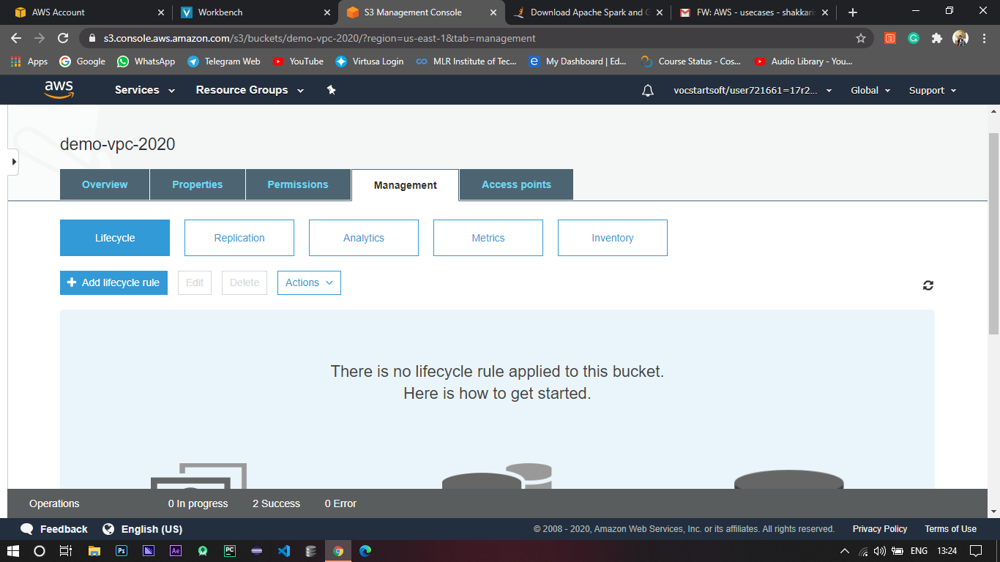 AWS Account
Workbench
S3 Management Console
Download Apache Spark and G
FW: AWS - usecases - shakkaris
s3.console.aws.amazon.com/s3/buckets/demo-vpc-2020/?region=us-east-1&tab=management
Apps
Google
WhatsApp
Telegram Web
YouTube
Virtusa Login
MLR Institute of Tec...
My Dashboard | Ed...
Course Status - Cos...
Audio Library - You...
aws
Services
Resource Groups
vocstartsoft/user721661=17r2...
Global
Support
demo-vpc-2020
Overview
Properties
Permissions
Management
Access points
Lifecycle
Replication
Analytics
Metrics
Inventory
+ Add lifecycle rule
Edit
Delete
Actions
There is no lifecycle rule applied to this bucket.
Here is how to get started.
Operations
0 In progress
2 Success
0 Error
Feedback
English (US)
© 2008 - 2020, Amazon Web Services, Inc. or its affiliates. All rights reserved.
Privacy Policy
Terms of Use
Ps
Ae
PC
ENG
13:24